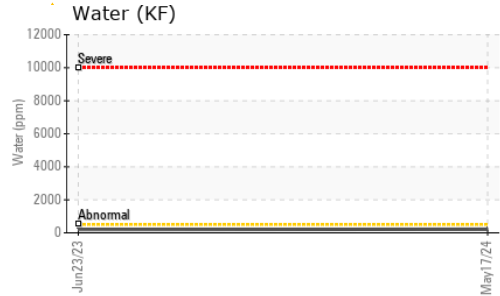 Water (KF)
12000
10000
8000
6000
4000
2000
0
Water (ppm)
Severe
Abnormal
Jun23/23
May17/24